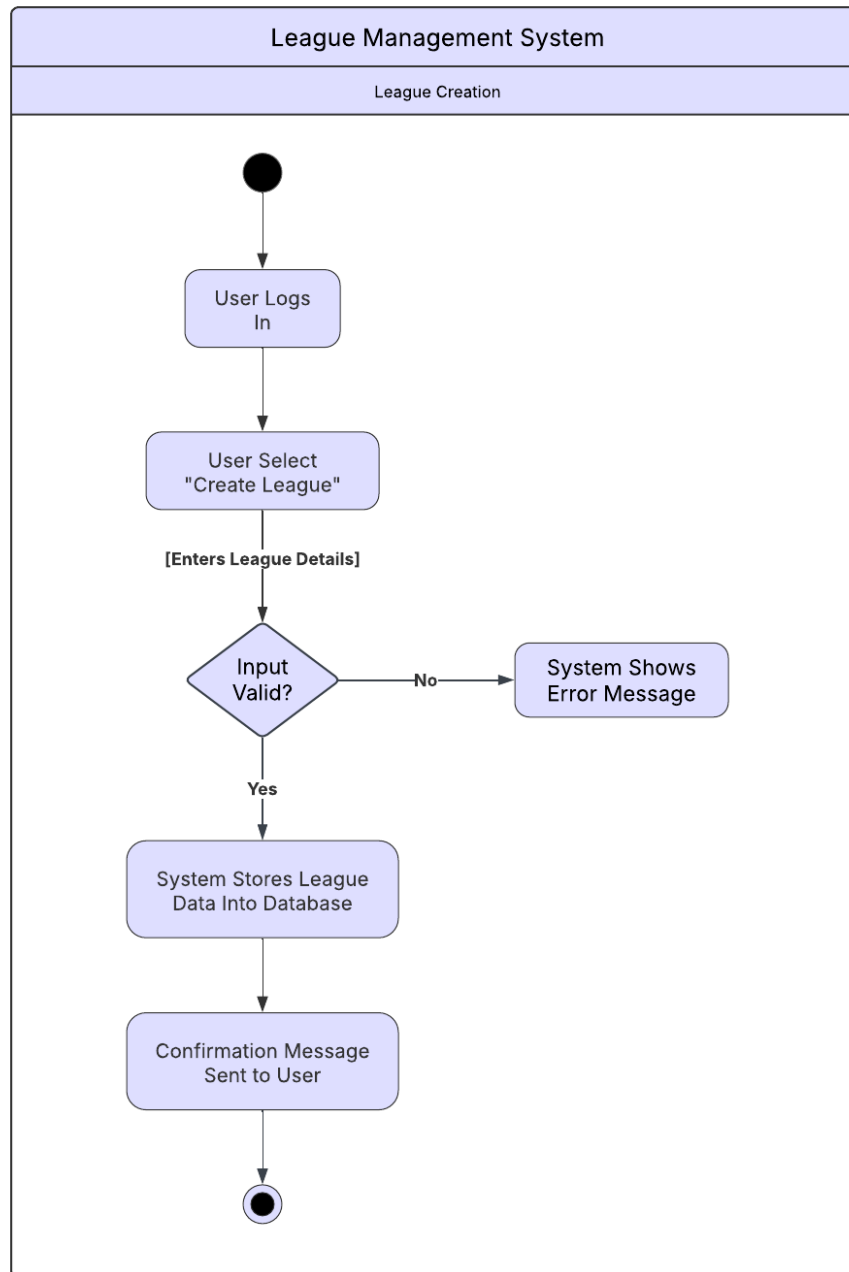 League Management System
League Creation
User Logs
In
User Select
"Create League"
[Enters League Details]
Input
Valid?
No
System Shows
Error Message
Yes
System Stores League
Data Into Database
Confirmation Message
Sent to User